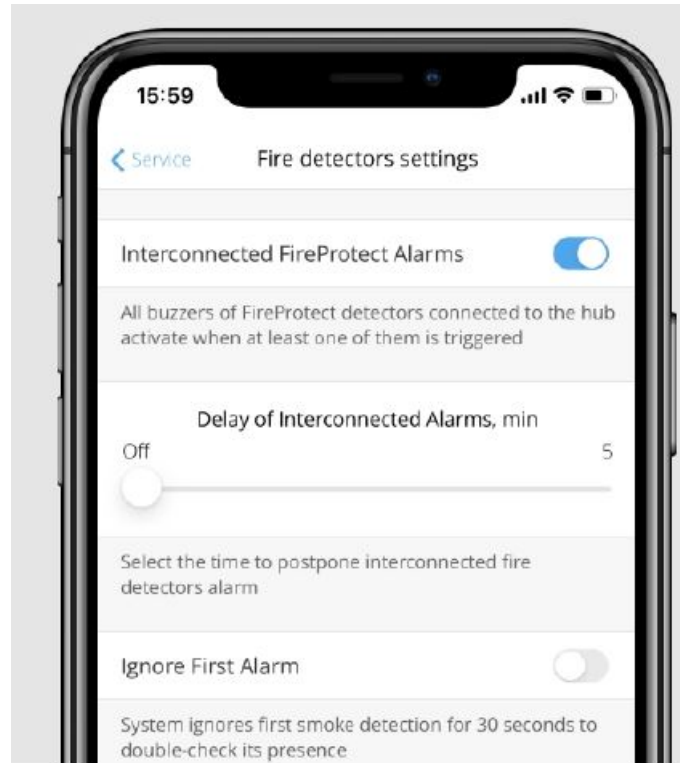 15:59
Service
Fire detectors settings
Interconnected FireProtect Alarms
All buzzers of FireProtect detectors connected to the hub
activate when at least one of them is triggered
Delay of Interconnected Alarms, min
Off 5
Select the time to postpone interconnected fire
detectors alarm
Ignore First Alarm
System ignores first smoke detection for 30 seconds to
double-check its presence